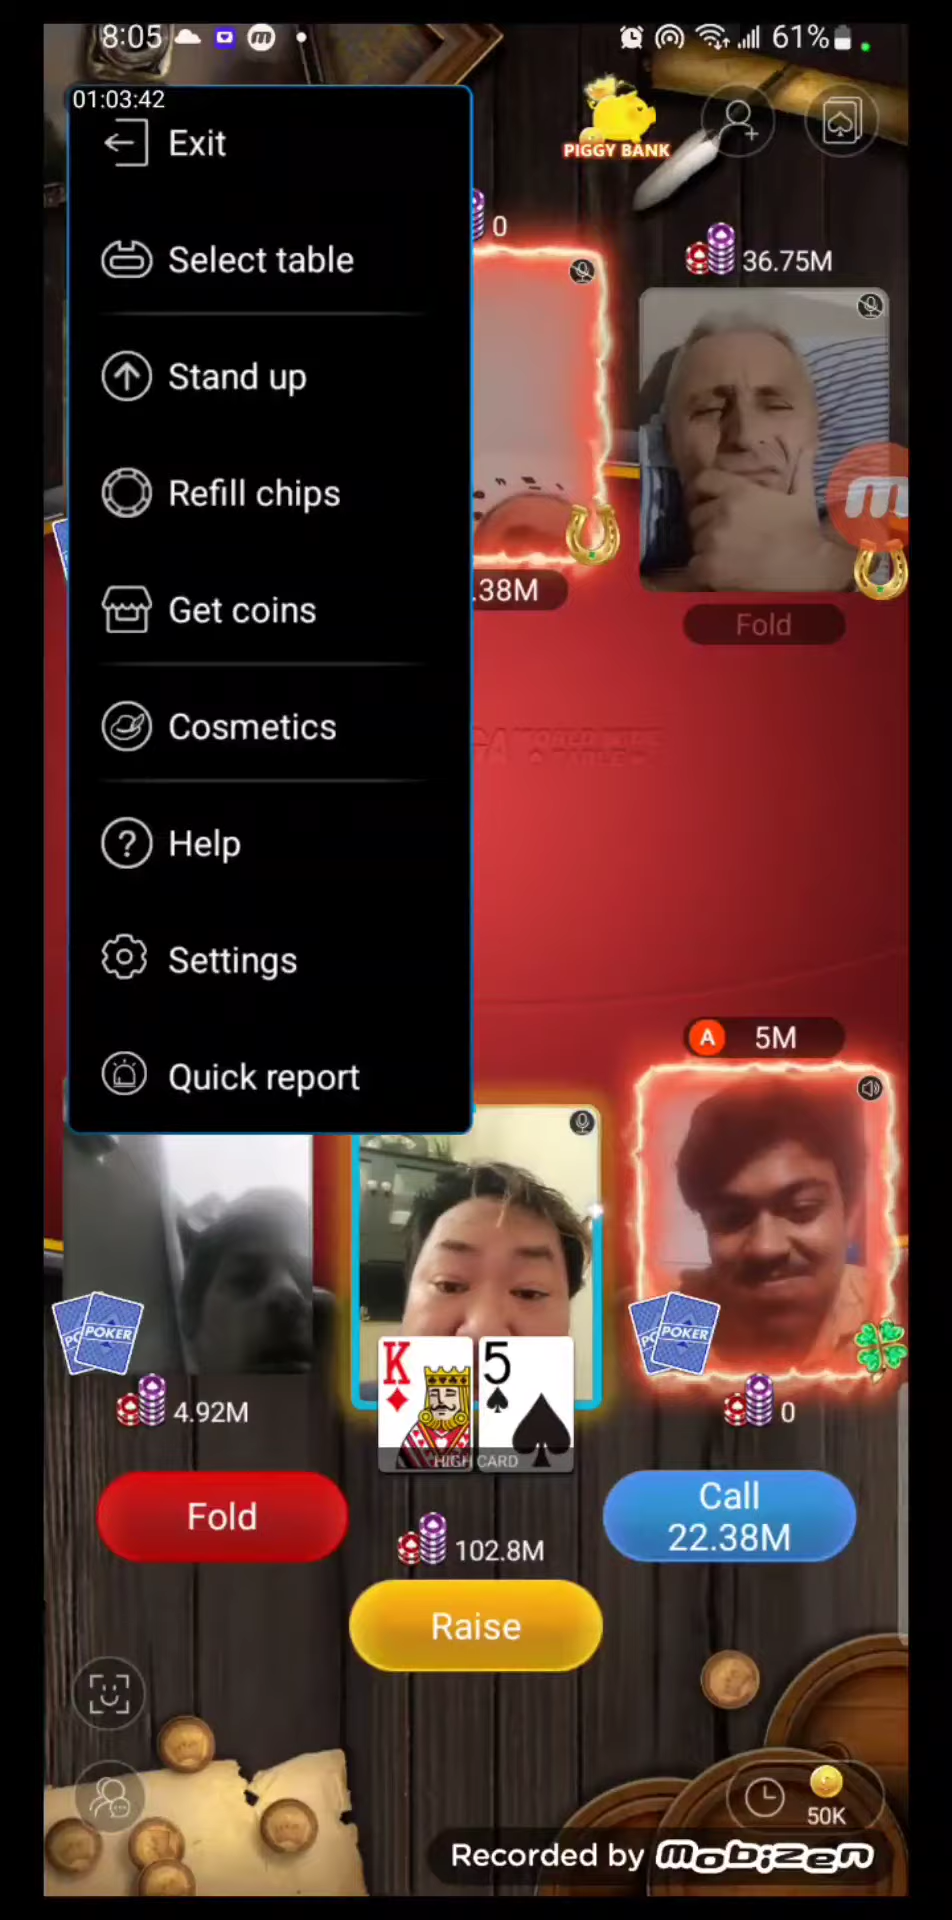 8:05
61%
01:03:42
Exit
PIGGY BANK
Select table
0
36.75M
Stand up
Refill chips
.38M
Get coins
Fold
Cosmetics
Help
Settings
A 5M
Quick report
POKER
K 5
POKER
HIGH CARD
4.92M
0
Fold
Call
22.38M
102.8M
Raise
50K
Recorded by mobizen